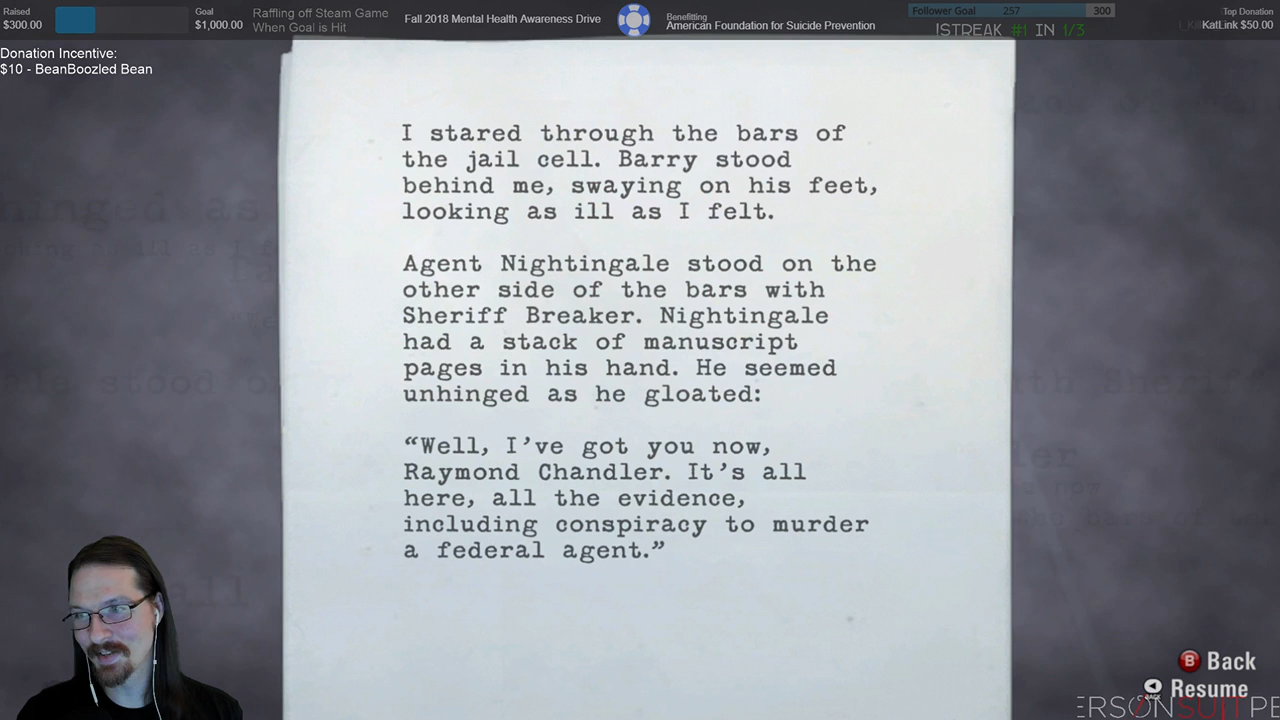 Raised
$300.00
Goal
Raffling off Steam Game
When Goal is Hit
Fall 2018 Mental Health Awareness Drive
Benefitting
American Foundation for Suicide Prevention
Follower Goal 257 300
!STREAK #1 IN 1/3
Top Donation
KatLink $50.00
Donation Incentive:
$10 - BeanBoozled Bean
I stared through the bars of
the jail cell. Barry stood
behind me, swaying on his feet,
looking as ill as I felt.
Agent Nightingale stood on the
other side of the bars with
Sheriff Breaker. Nightingale
had a stack of manuscript
pages in his hand. He seemed
unhinged as he gloated:
“Well, I’ve got you now,
Raymond Chandler. It’s all
here, all the evidence,
including conspiracy to murder
a federal agent.”
B Back
Resume